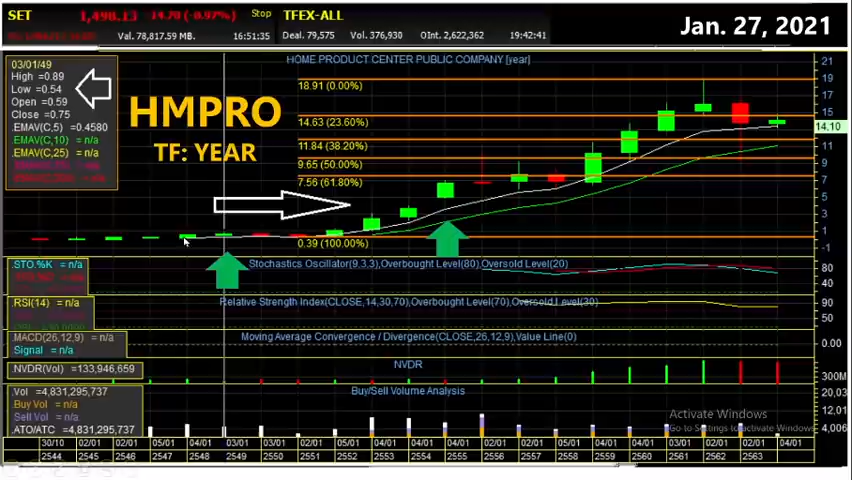 SET 1,498.13 14.20 (-0.97%) Stop TFEX-ALL
Val. 78,817.59 MB. 16:51:35 Deal. 79,575 Vol. 376,930 OInt. 2,622,362 19:42:41
Jan. 27, 2021
HOME PRODUCT CENTER PUBLIC COMPANY [year]
03/01/49
High =0.89
Low =0.54
Open =0.59
Close =0.75
.EMAV(C,5) =0.4580
.EMAV(C,10) = n/a
.EMAV(C,25) = n/a
HMPRO
TF: YEAR
18.91 (0.00%)
14.63 (23.60%)
11.84 (38.20%)
9.65 (50.00%)
7.56 (61.80%)
0.39 (100.00%)
21
19
17
15
14.10
11
9
7
5
3
1
-1
Stochastics Oscillator(9,3,3),Overbought Level(80),Oversold Level(20)
.STO.%K = n/a
80
40
Relative Strength Index(CLOSE,14,30,70),Overbought Level(70),Oversold Level(30)
.RSI(14) = n/a
90
50
Moving Average Convergence / Divergence(CLOSE,26,12,9),Value Line(0)
.MACD(26,12,9) = n/a
Signal = n/a
0.00
NVDR
.NVDR(Vol) =133,946,659
300M
Buy/Sell Volume Analysis
.Vol =4,831,295,737
Buy Vol = n/a
Sell Vol = n/a
.ATO/ATC =4,831,295,737
20,02
12,01
4,006
Activate Windows
Go to Settings to activate Windows
30/10 02/01 02/01 05/01 04/01 03/01 03/01 02/01 05/01 04/01 04/01 03/01 02/01 02/01 05/01 04/01 03/01 02/01 02/01 02/01 04/01
2544 2545 2546 2547 2548 2549 2550 2551 2552 2553 2554 2555 2556 2557 2558 2559 2560 2561 2562 2563